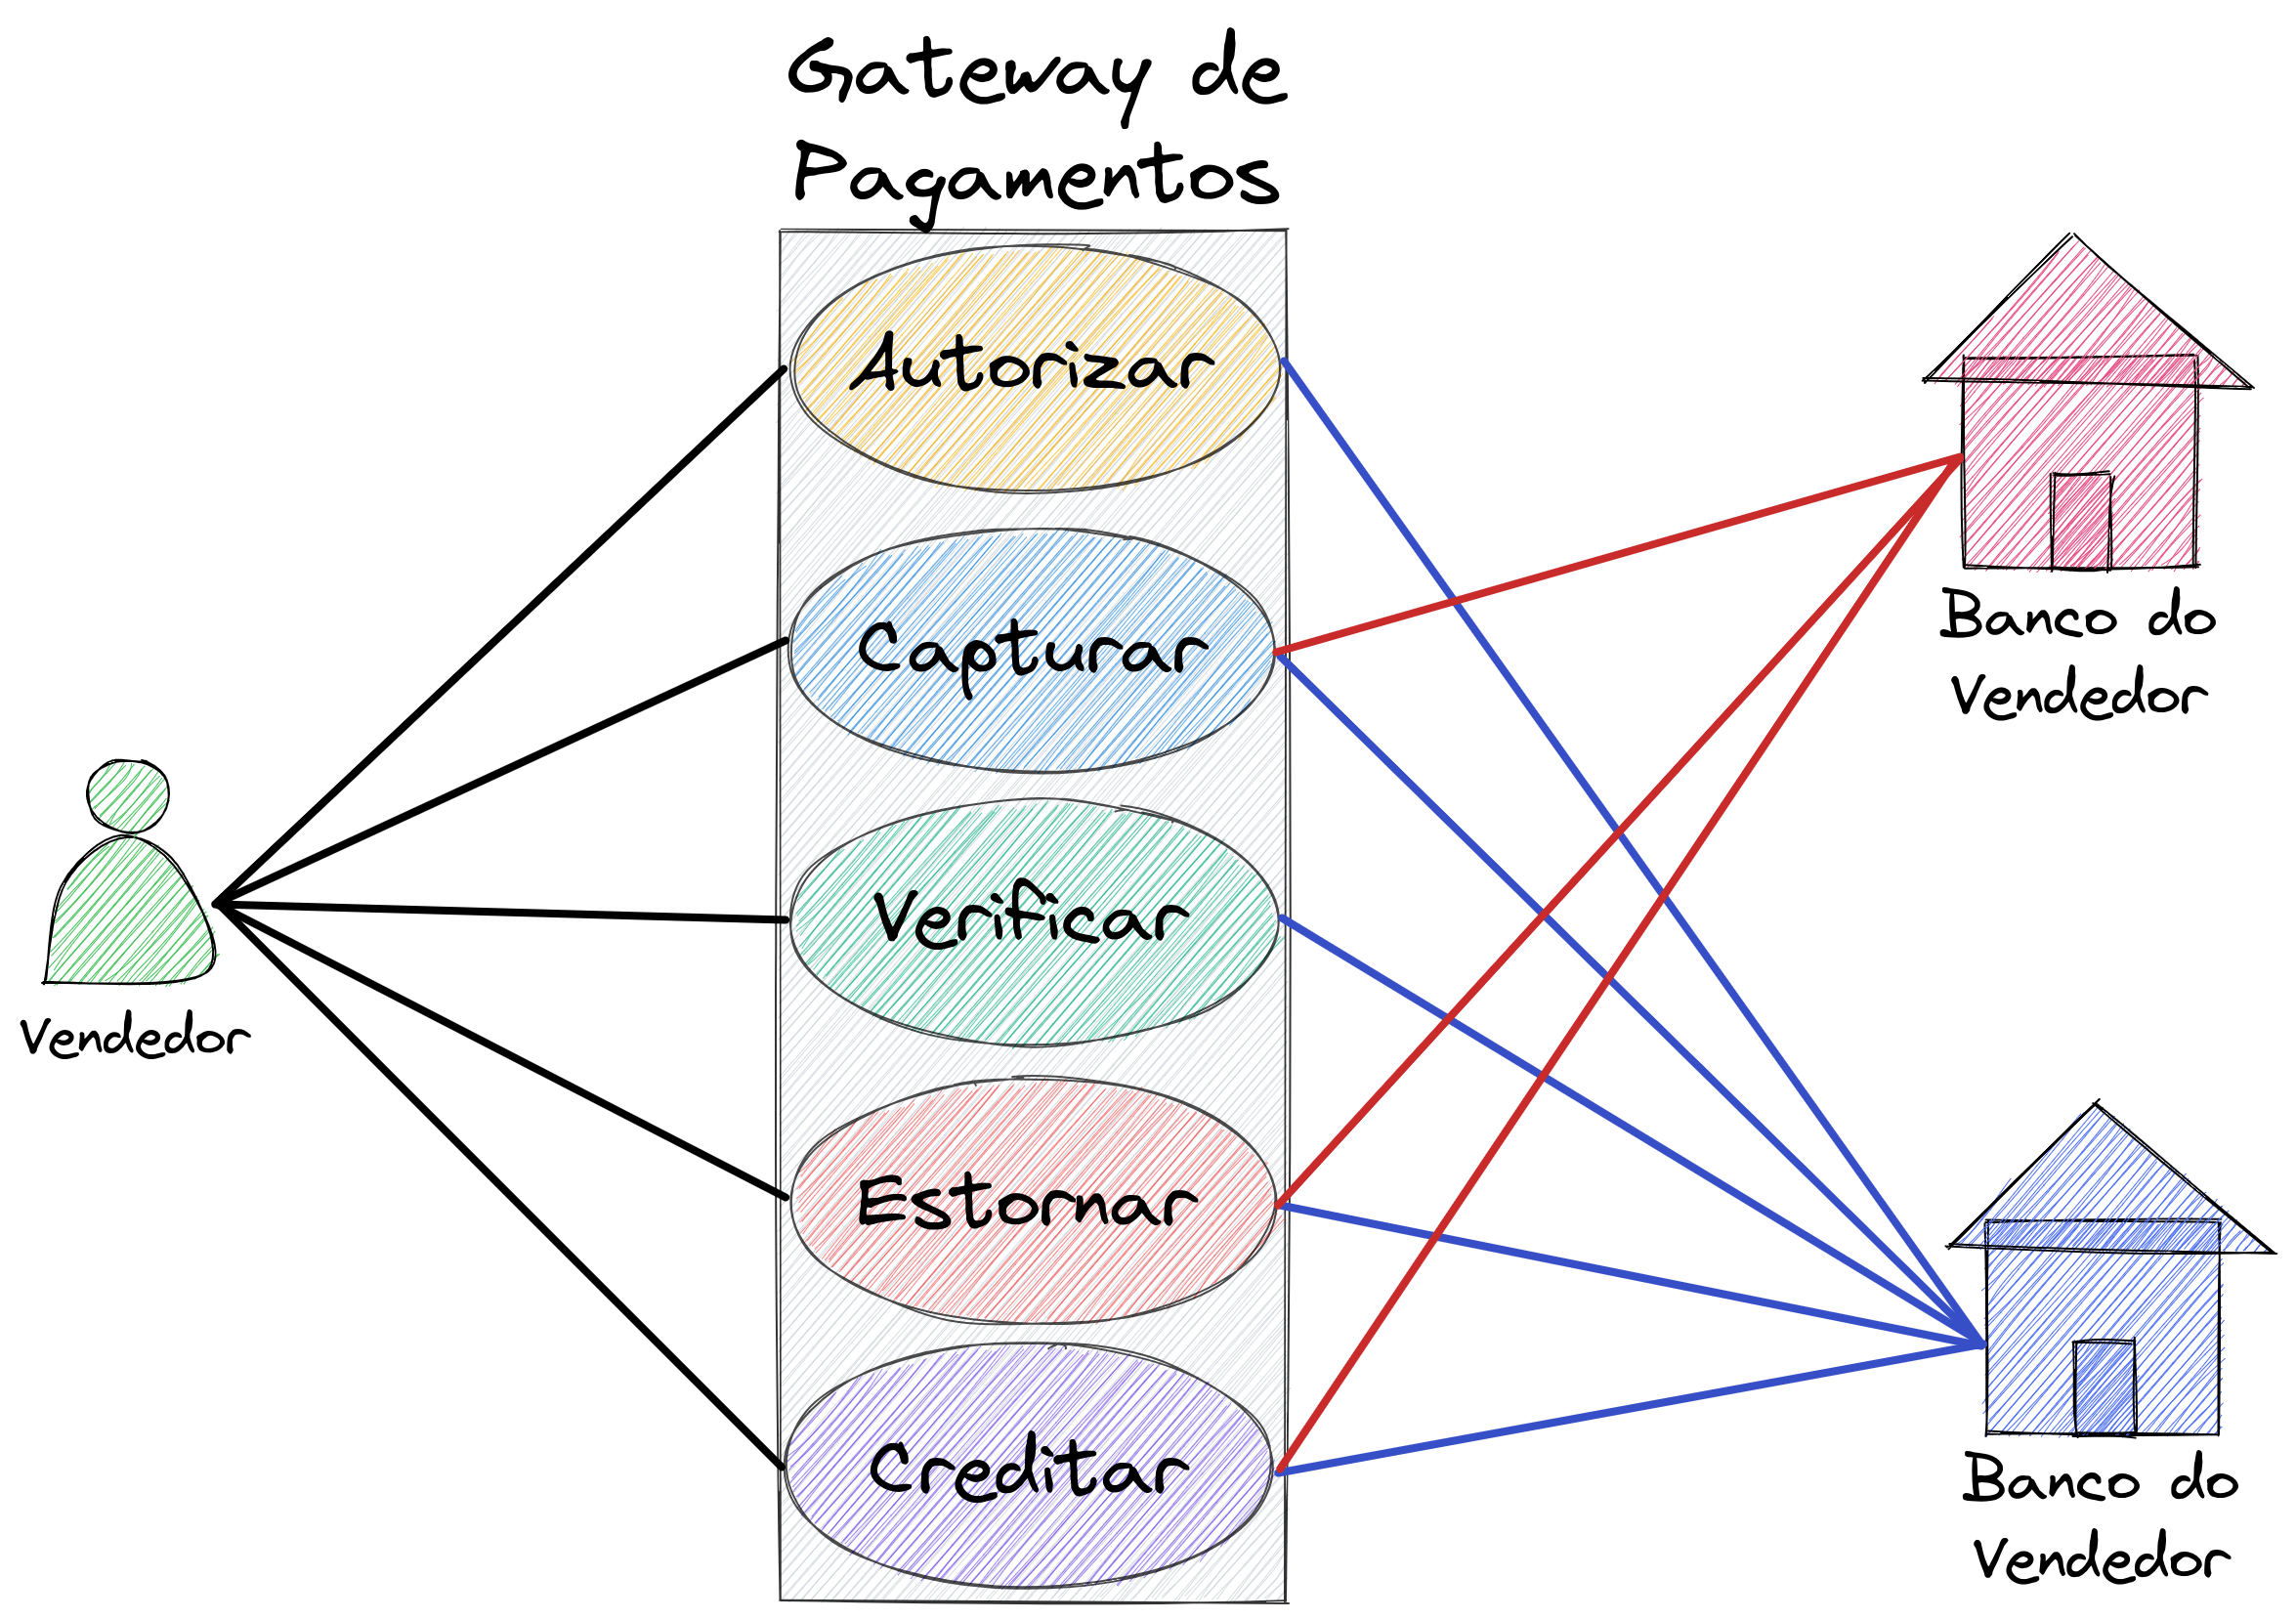 Gateway de
Pagamentos
Autorizar
Capturar
Verificar
Estornar
Creditar
Vendedor
Banco do
Vendedor
Banco do
Vendedor